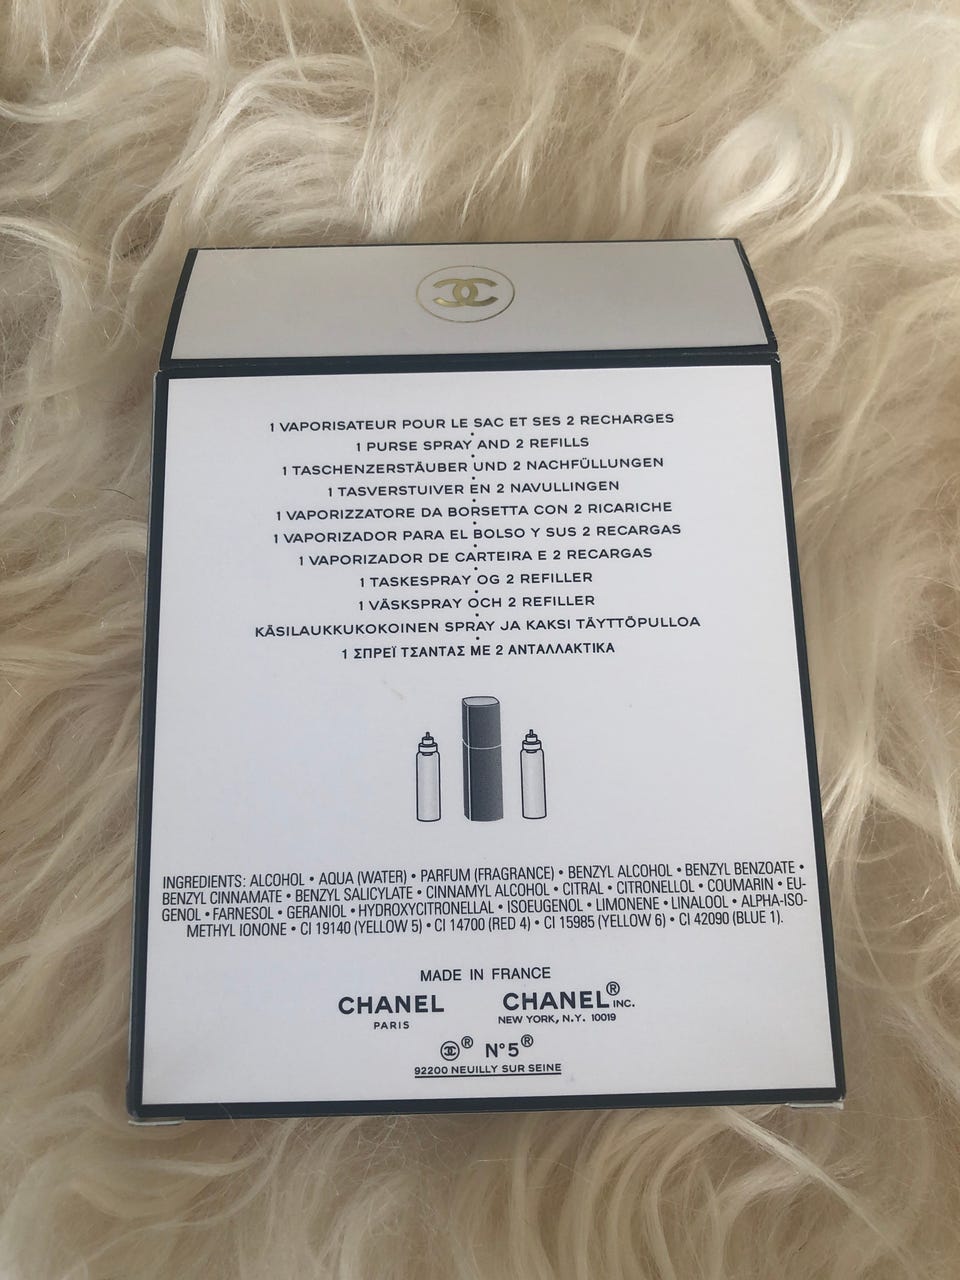 1 VAPORISATEUR POUR LE SAC ET SES 2 RECHARGES
1 PURSE SPRAY AND 2 REFILLS
1 TASCHENZERSTÄUBER UND 2 NACHFÜLLUNGEN
1 TASVERSTUIVER EN 2 NAVULLINGEN
1 VAPORIZZATORE DA BORSETTA CON 2 RICARICHE
1 VAPORIZADOR PARA EL BOLSO Y SUS 2 RECARGAS
1 VAPORIZADOR DE CARTEIRA E 2 RECARGAS
1 TASKESPRAY OG 2 REFILLER
1 VÄSKSPRAY OCH 2 REFILLER
KÄSILAUKKUKOKOINEN SPRAY JA KAKSI TÄYTTÖPULLOA
1 ΣΠΡΕΪ ΤΣΑΝΤΑΣ ΜΕ 2 ΑΝΤΑΛΛΑΚΤΙΚΑ
INGREDIENTS: ALCOHOL • AQUA (WATER) • PARFUM (FRAGRANCE) • BENZYL ALCOHOL • BENZYL BENZOATE •
BENZYL CINNAMATE • BENZYL SALICYLATE • CINNAMYL ALCOHOL • CITRAL • CITRONELLOL • COUMARIN • EU-
GENOL • FARNESOL • GERANIOL • HYDROXYCITRONELLAL • ISOEUGENOL • LIMONENE • LINALOOL • ALPHA-ISO-
METHYL IONONE • CI 19140 (YELLOW 5) • CI 14700 (RED 4) • CI 15985 (YELLOW 6) • CI 42090 (BLUE 1).
MADE IN FRANCE
CHANEL CHANEL® INC.
PARIS NEW YORK, N.Y. 10019
® N°5®
92200 NEUILLY SUR SEINE